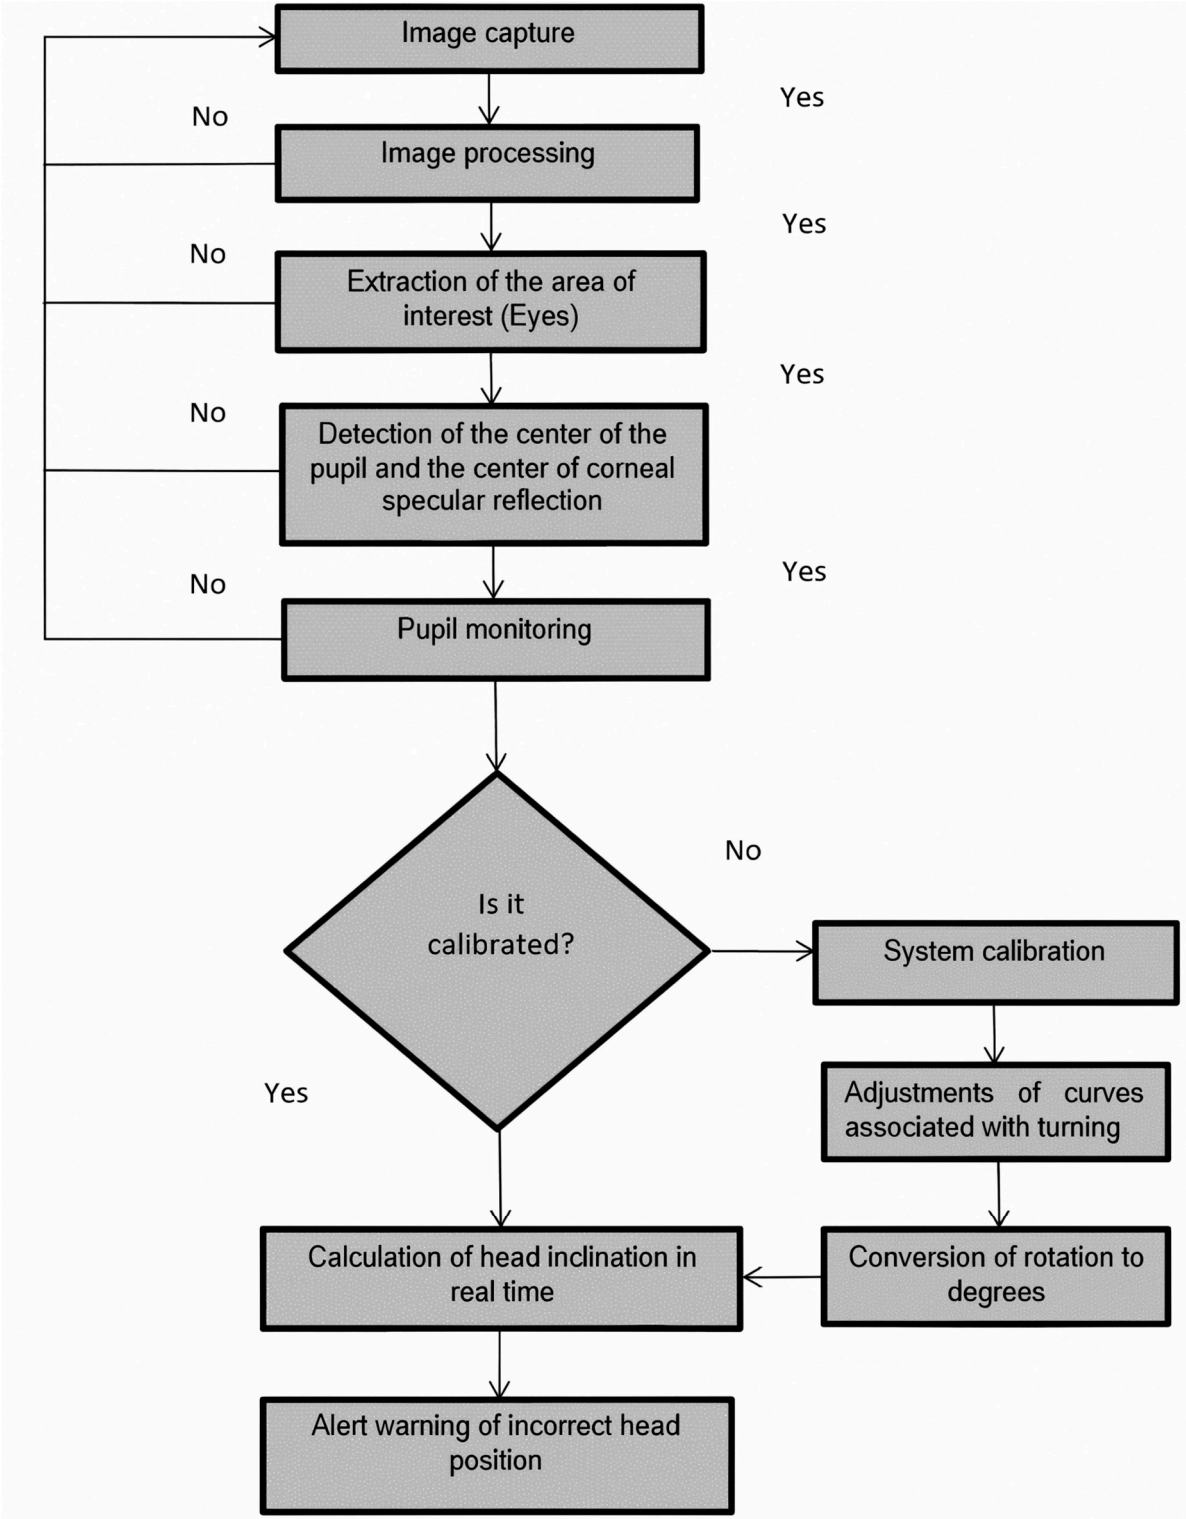 Image capture
Yes
No
Image processing
Yes
No
Extraction of the area of
interest (Eyes)
Yes
No
Detection of the center of the
pupil and the center of corneal
specular reflection
Yes
No
Pupil monitoring
No
Is it
calibrated?
System calibration
Yes
Adjustments of curves
associated with turning
Calculation of head inclination in
real time
Conversion of rotation to
degrees
Alert warning of incorrect head
position